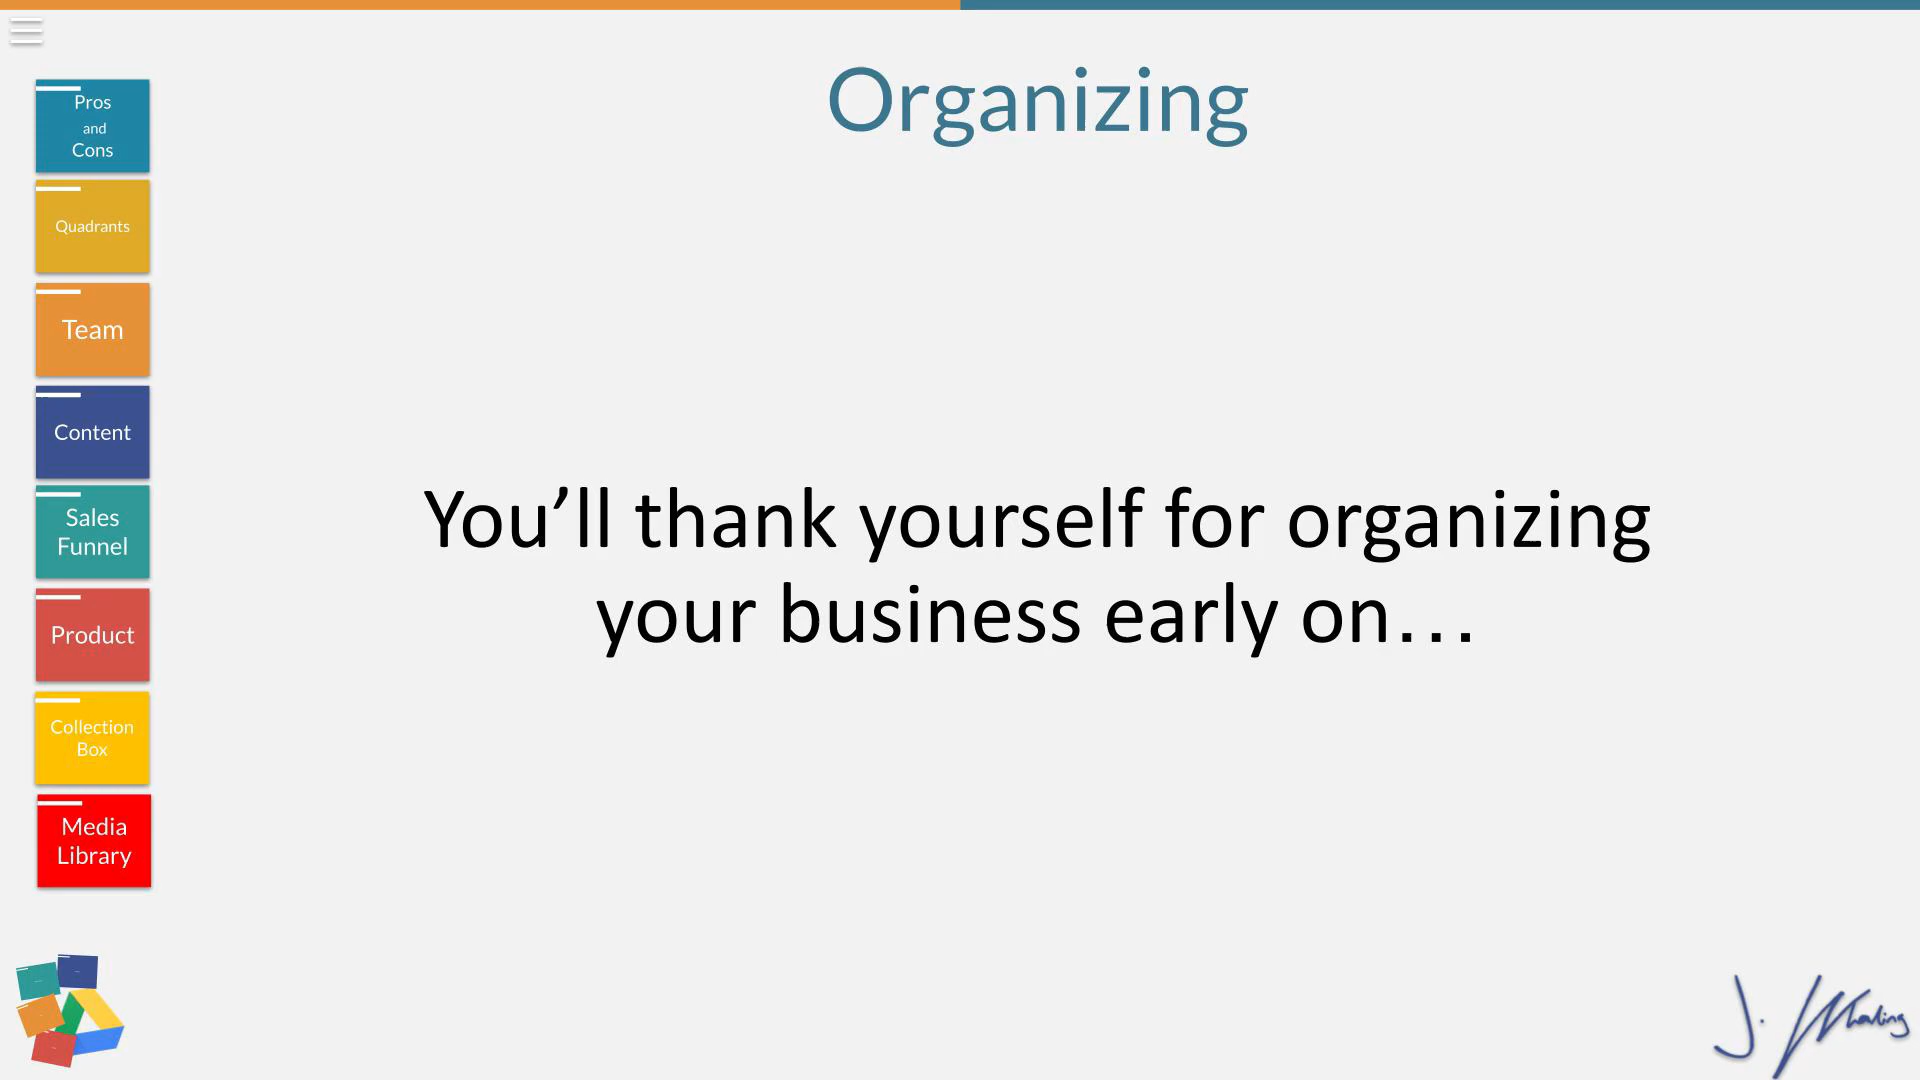 Organizing
Pros
and
Cons
Quadrants
Team
Content
Sales
Funnel
Product
Collection
Box
Media
Library
You’ll thank yourself for organizing
your business early on…